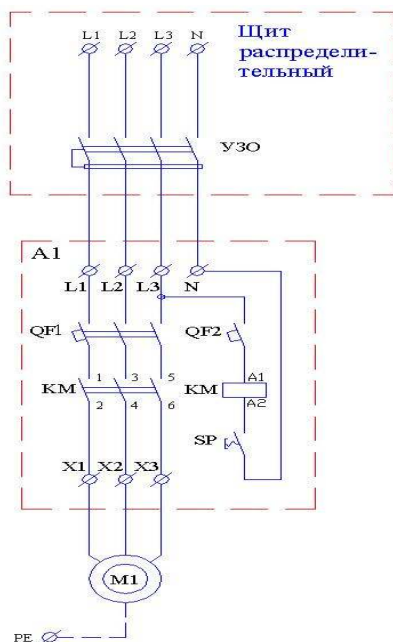 L1 L2 L3 N
Щит
распредели-
тельный
УЗО
A1
L1 L2 L3 N
QF1
QF2
1 3 5
KM
2 4 6
KM
A1
A2
SP
X1 X2 X3
M1
PE